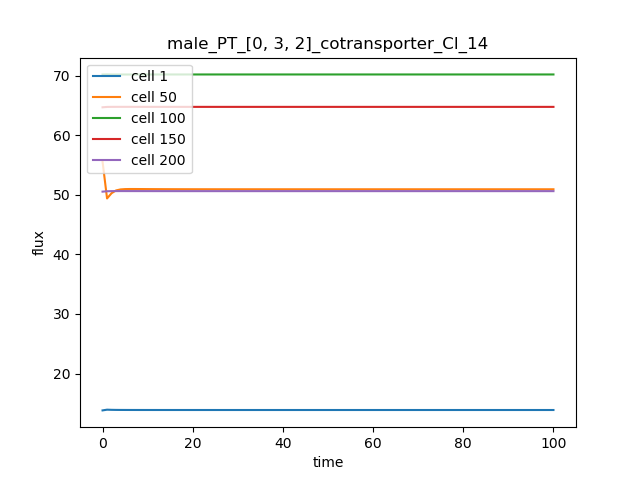 male_PT_[0, 3, 2]_cotransporter_Cl_14
70
60
50
40
30
20
flux
cell 1
cell 50
cell 100
cell 150
cell 200
0
20
40
60
80
100
time